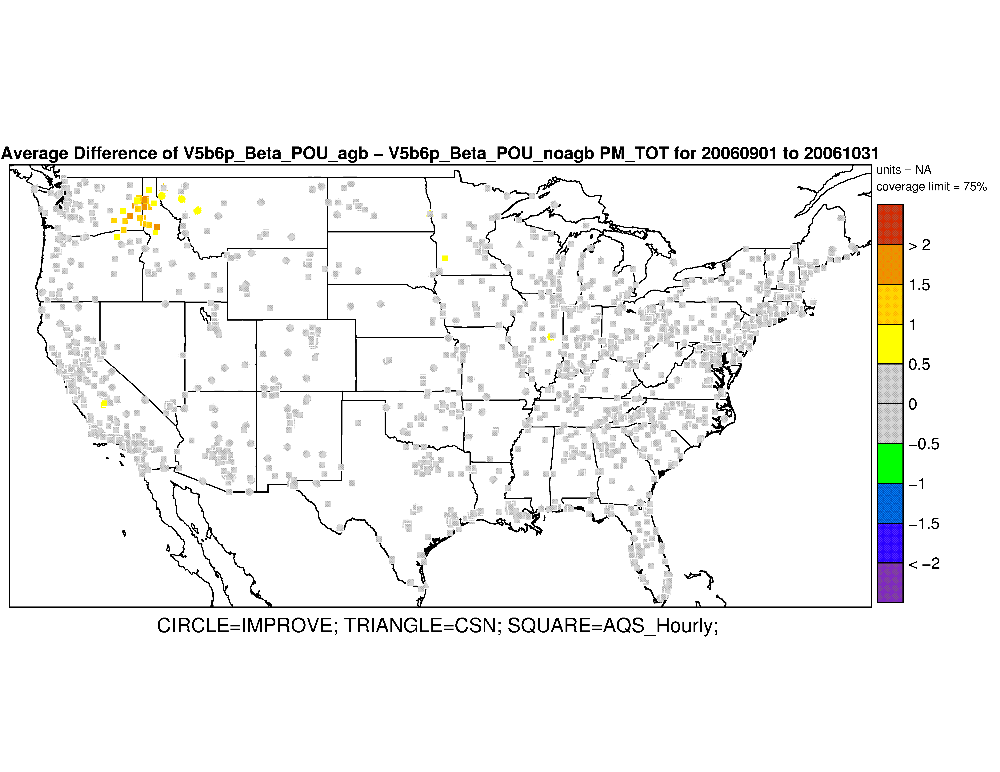 Average Difference of V5b6p_Beta_POU_agb − V5b6p_Beta_POU_noagb PM_TOT for 20060901 to 20061031
units = NA
coverage limit = 75%
> 2
1.5
1
0.5
0
−0.5
−1
−1.5
< −2
CIRCLE=IMPROVE; TRIANGLE=CSN; SQUARE=AQS_Hourly;